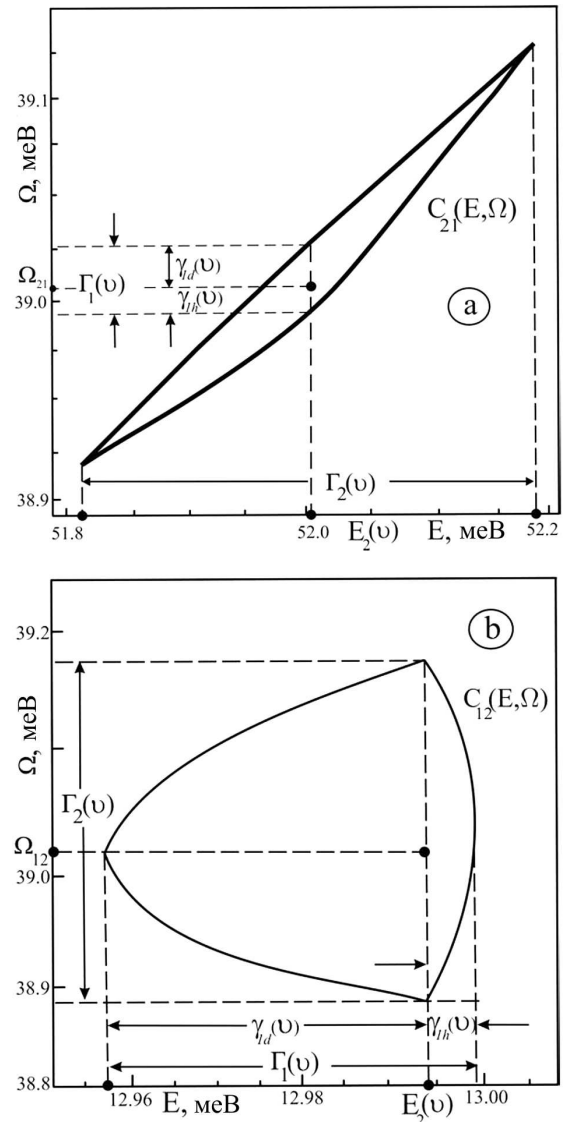 39.1
Ω, меВ
C₂₁(E,Ω)
γ₁d(υ)
Ω₂₁
Γ₁(υ)
39.0
γ₁h(υ)
a
Γ₂(υ)
38.9
51.8
52.0
E₂(υ)
E, меВ
52.2
b
39.2
C₁₂(E,Ω)
Ω, меВ
Γ₂(υ)
Ω₁₂
39.0
38.9
γ₁d(υ)
γ₁h(υ)
Γ₁(υ)
38.8
12.96
E, меВ
12.98
E₂(υ)
13.00